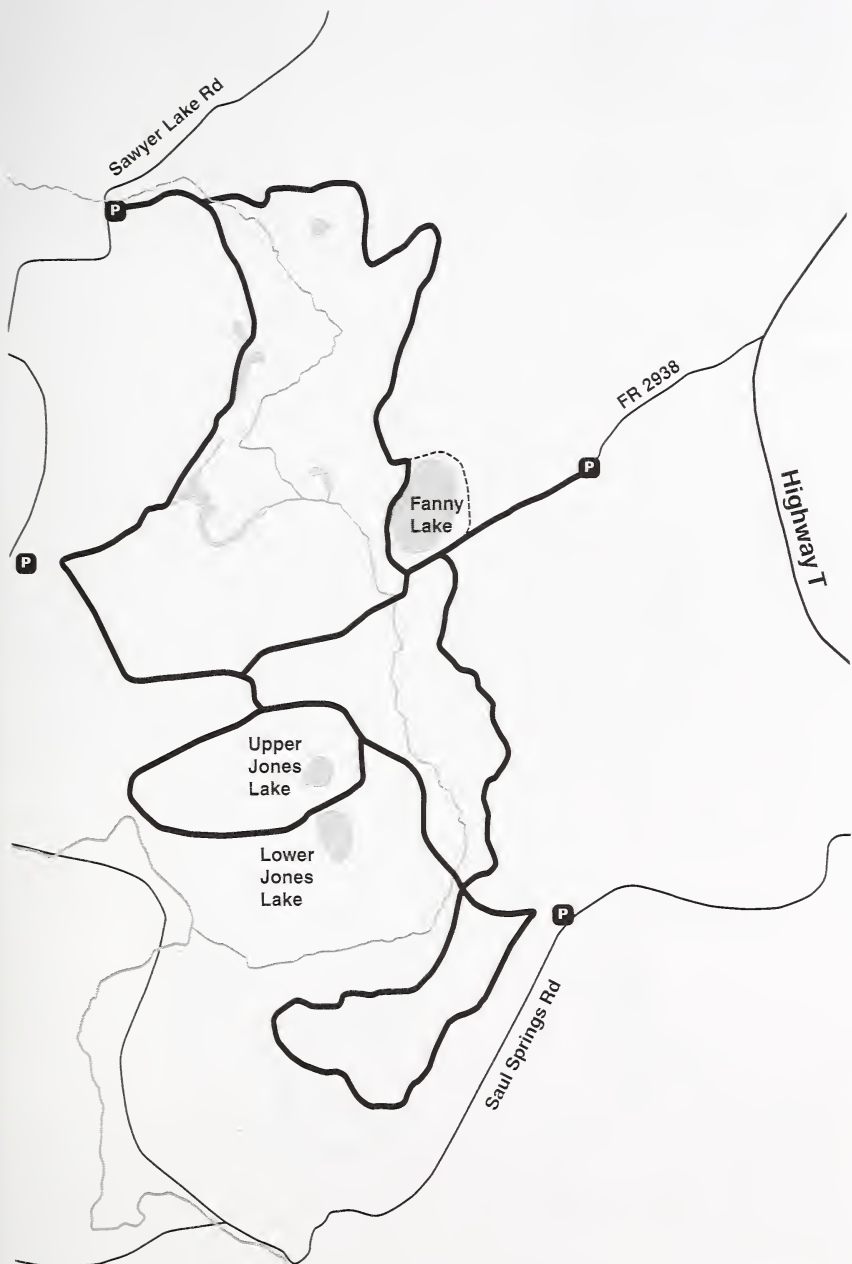 Sawyer Lake Rd
P
FR 2938
P
Highway T
Fanny
Lake
P
Upper
Jones
Lake
Lower
Jones
Lake
P
Saul Springs Rd